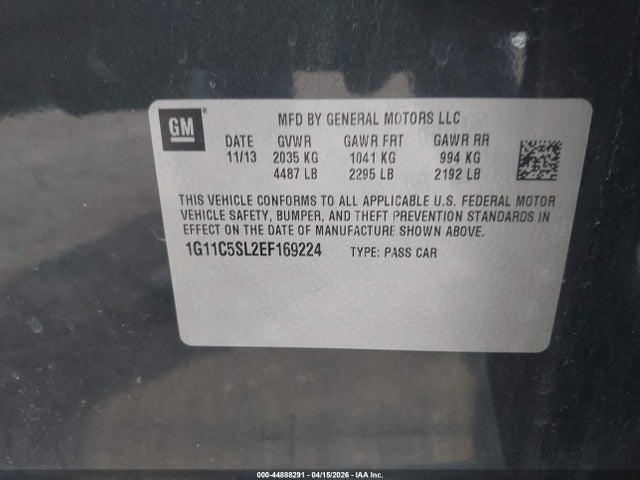 GM
MFD BY GENERAL MOTORS LLC
DATE GVWR GAWR FRT GAWR RR
11/13 2035 KG 1041 KG 994 KG
4487 LB 2295 LB 2192 LB
THIS VEHICLE CONFORMS TO ALL APPLICABLE U.S. FEDERAL MOTOR
VEHICLE SAFETY, BUMPER, AND THEFT PREVENTION STANDARDS IN
EFFECT ON THE DATE OF MANUFACTURE SHOWN ABOVE.
1G11C5SL2EF169224 TYPE: PASS CAR
000-44888291 - 04/15/2026 - IAA Inc.